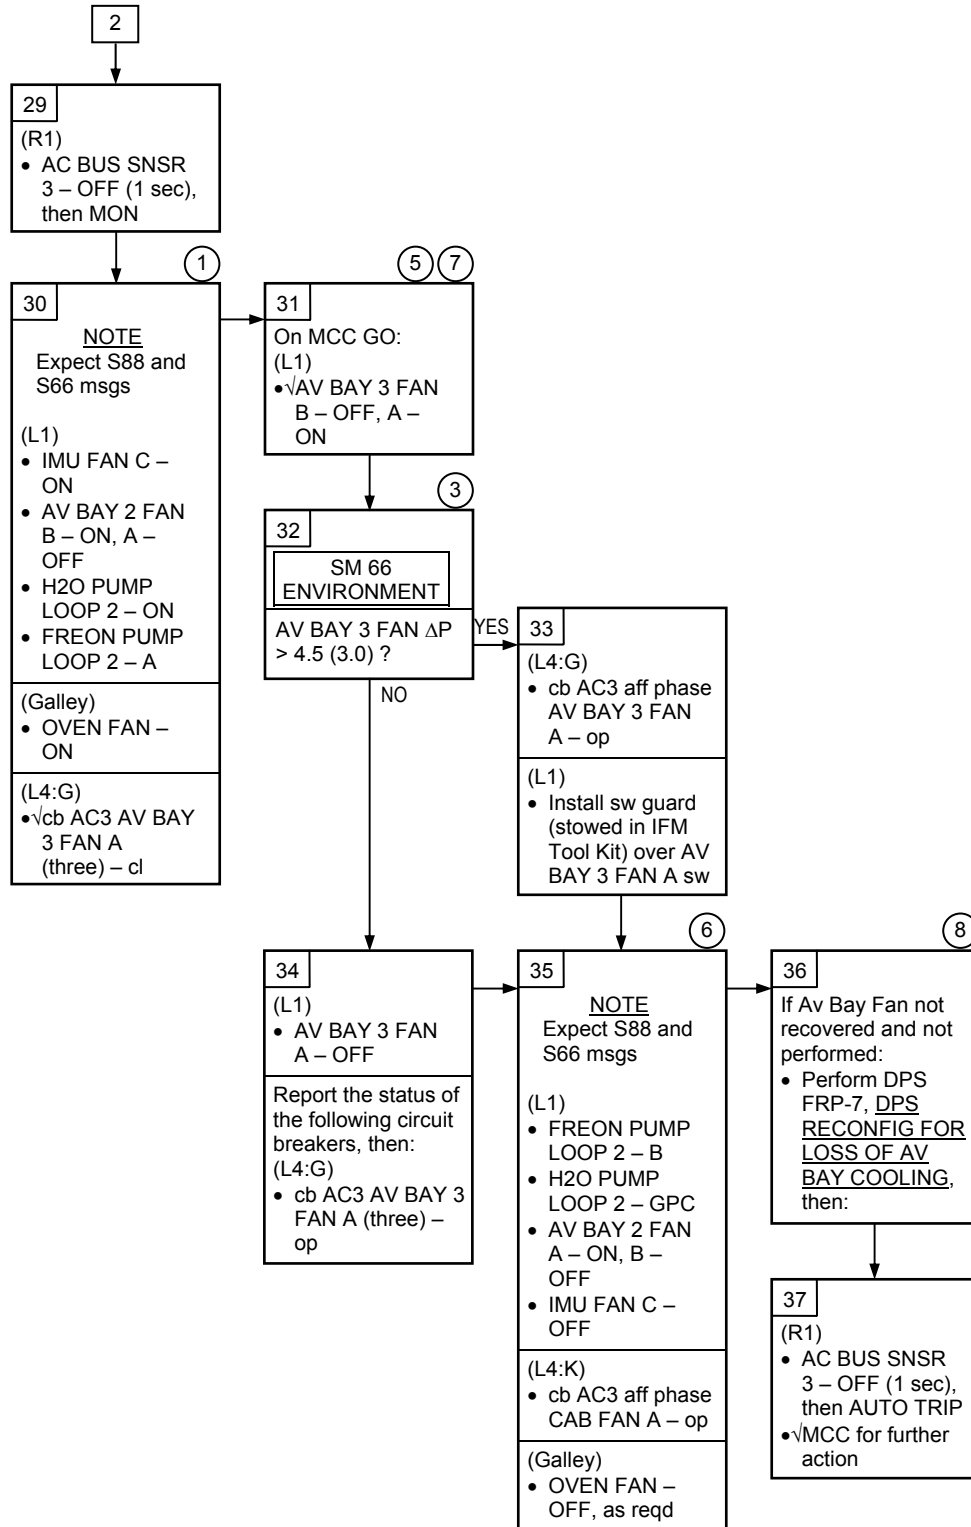 2
29
(R1)
• AC BUS SNSR
3 – OFF (1 sec),
then MON
1
30
NOTE
Expect S88 and
S66 msgs
(L1)
• IMU FAN C –
ON
• AV BAY 2 FAN
B – ON, A –
OFF
• H2O PUMP
LOOP 2 – ON
• FREON PUMP
LOOP 2 – A
(Galley)
• OVEN FAN –
ON
(L4:G)
•√cb AC3 AV BAY
3 FAN A
(three) – cl
5 7
31
On MCC GO:
(L1)
•√AV BAY 3 FAN
B – OFF, A –
ON
3
32
SM 66
ENVIRONMENT
AV BAY 3 FAN ΔP
> 4.5 (3.0) ?
YES
NO
33
(L4:G)
• cb AC3 aff phase
AV BAY 3 FAN
A – op
(L1)
• Install sw guard
(stowed in IFM
Tool Kit) over AV
BAY 3 FAN A sw
34
(L1)
• AV BAY 3 FAN
A – OFF
Report the status of
the following circuit
breakers, then:
(L4:G)
• cb AC3 AV BAY 3
FAN A (three) –
op
6
35
NOTE
Expect S88 and
S66 msgs
(L1)
• FREON PUMP
LOOP 2 – B
• H2O PUMP
LOOP 2 – GPC
• AV BAY 2 FAN
A – ON, B –
OFF
• IMU FAN C –
OFF
(L4:K)
• cb AC3 aff phase
CAB FAN A – op
(Galley)
• OVEN FAN –
OFF, as reqd
8
36
If Av Bay Fan not
recovered and not
performed:
• Perform DPS
FRP-7, DPS
RECONFIG FOR
LOSS OF AV
BAY COOLING,
then:
37
(R1)
• AC BUS SNSR
3 – OFF (1 sec),
then AUTO TRIP
•√MCC for further
action